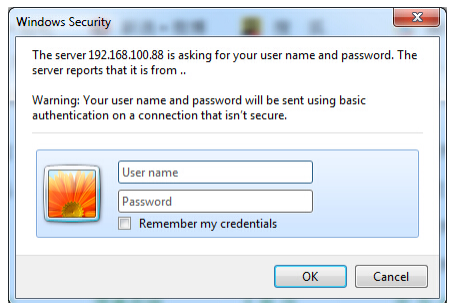 Windows Security
The server 192.168.100.88 is asking for your user name and password. The
server reports that it is from ..
Warning: Your user name and password will be sent using basic
authentication on a connection that isn't secure.
User name
Password
Remember my credentials
OK
Cancel